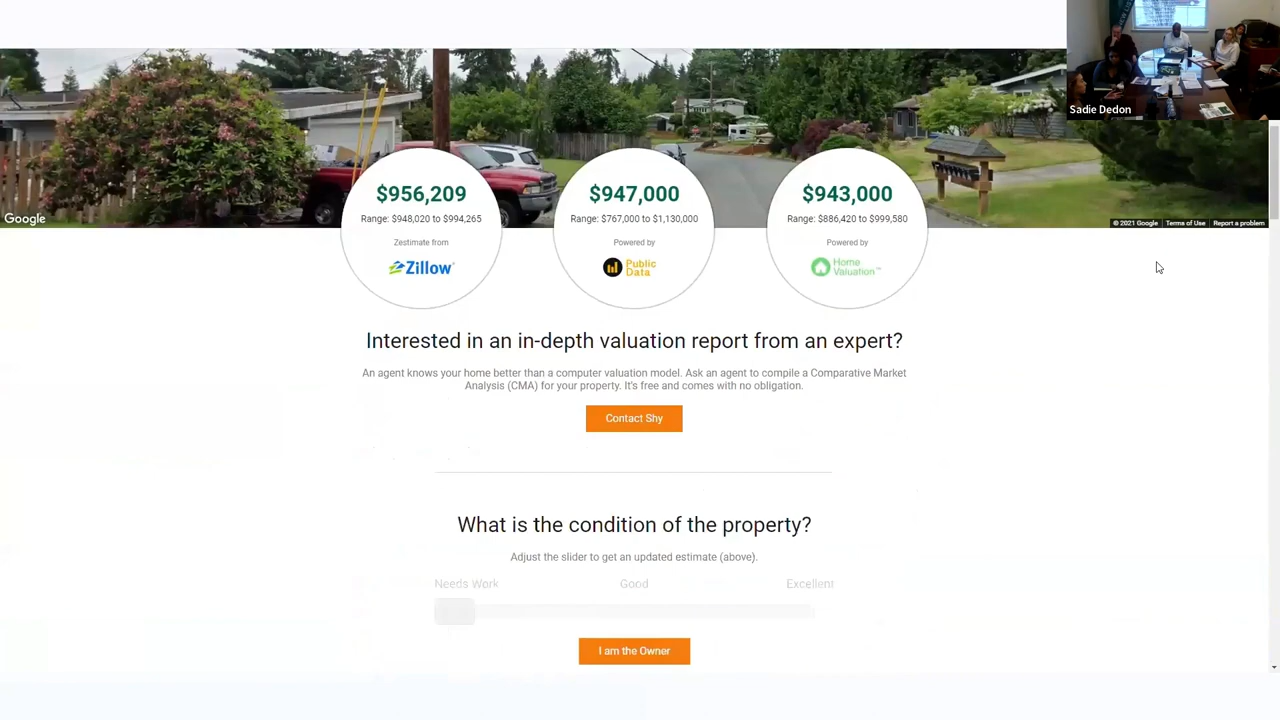 Sadie Dedon
Google
© 2021 Google Terms of Use Report a problem
$956,209
Range: $948,020 to $994,265
Zestimate from
Zillow
$947,000
Range: $767,000 to $1,130,000
Powered by
Public
Data
$943,000
Range: $886,420 to $999,580
Powered by
Home
Valuation™
Interested in an in-depth valuation report from an expert?
An agent knows your home better than a computer valuation model. Ask an agent to compile a Comparative Market
Analysis (CMA) for your property. It's free and comes with no obligation.
Contact Shy
What is the condition of the property?
Adjust the slider to get an updated estimate (above).
Needs Work Good Excellent
I am the Owner